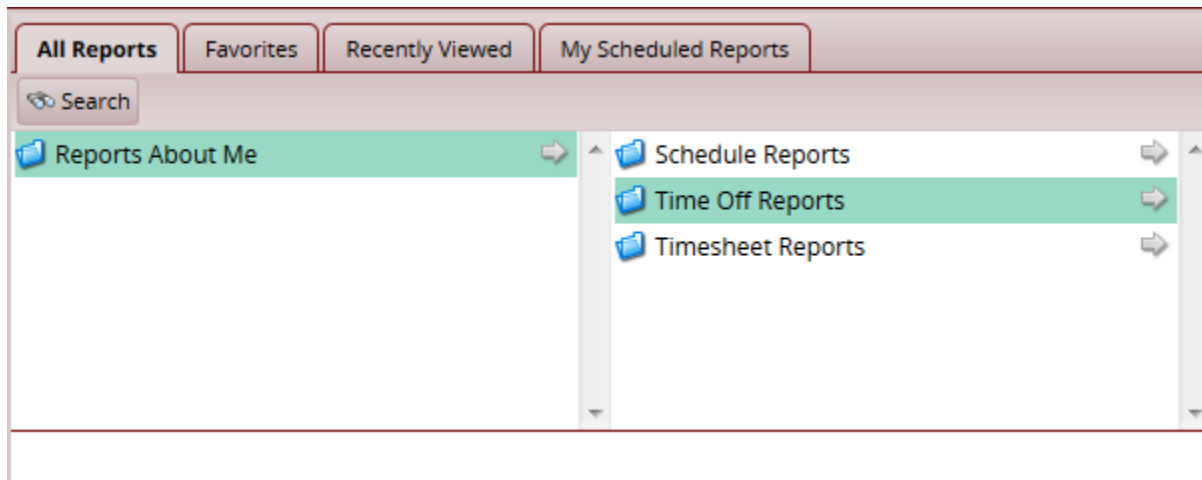 All Reports
Favorites
Recently Viewed
My Scheduled Reports
Search
Reports About Me
Schedule Reports
Time Off Reports
Timesheet Reports